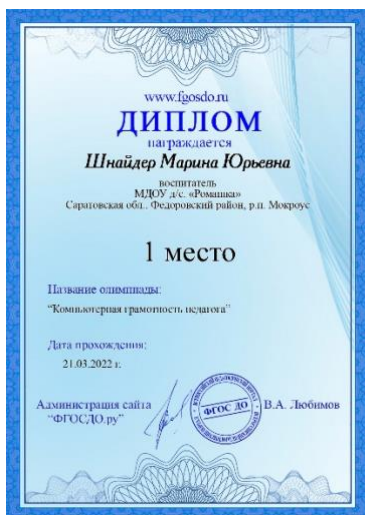 www.fgosdo.ru
ДИПЛОМ
награждается
Шнайдер Марина Юрьевна
воспитатель
МДОУ д/с. «Ромашка»
Саратовская обл.. Федоровский район, р.п. Мокроус
1 место
Название олимпиады:
“Компьютерная грамотность педагога”
Дата прохождения:
21.03.2022 г.
Администрация сайта
“ФГОСДО.ру”
ФГОС ДО
В.А. Любимов